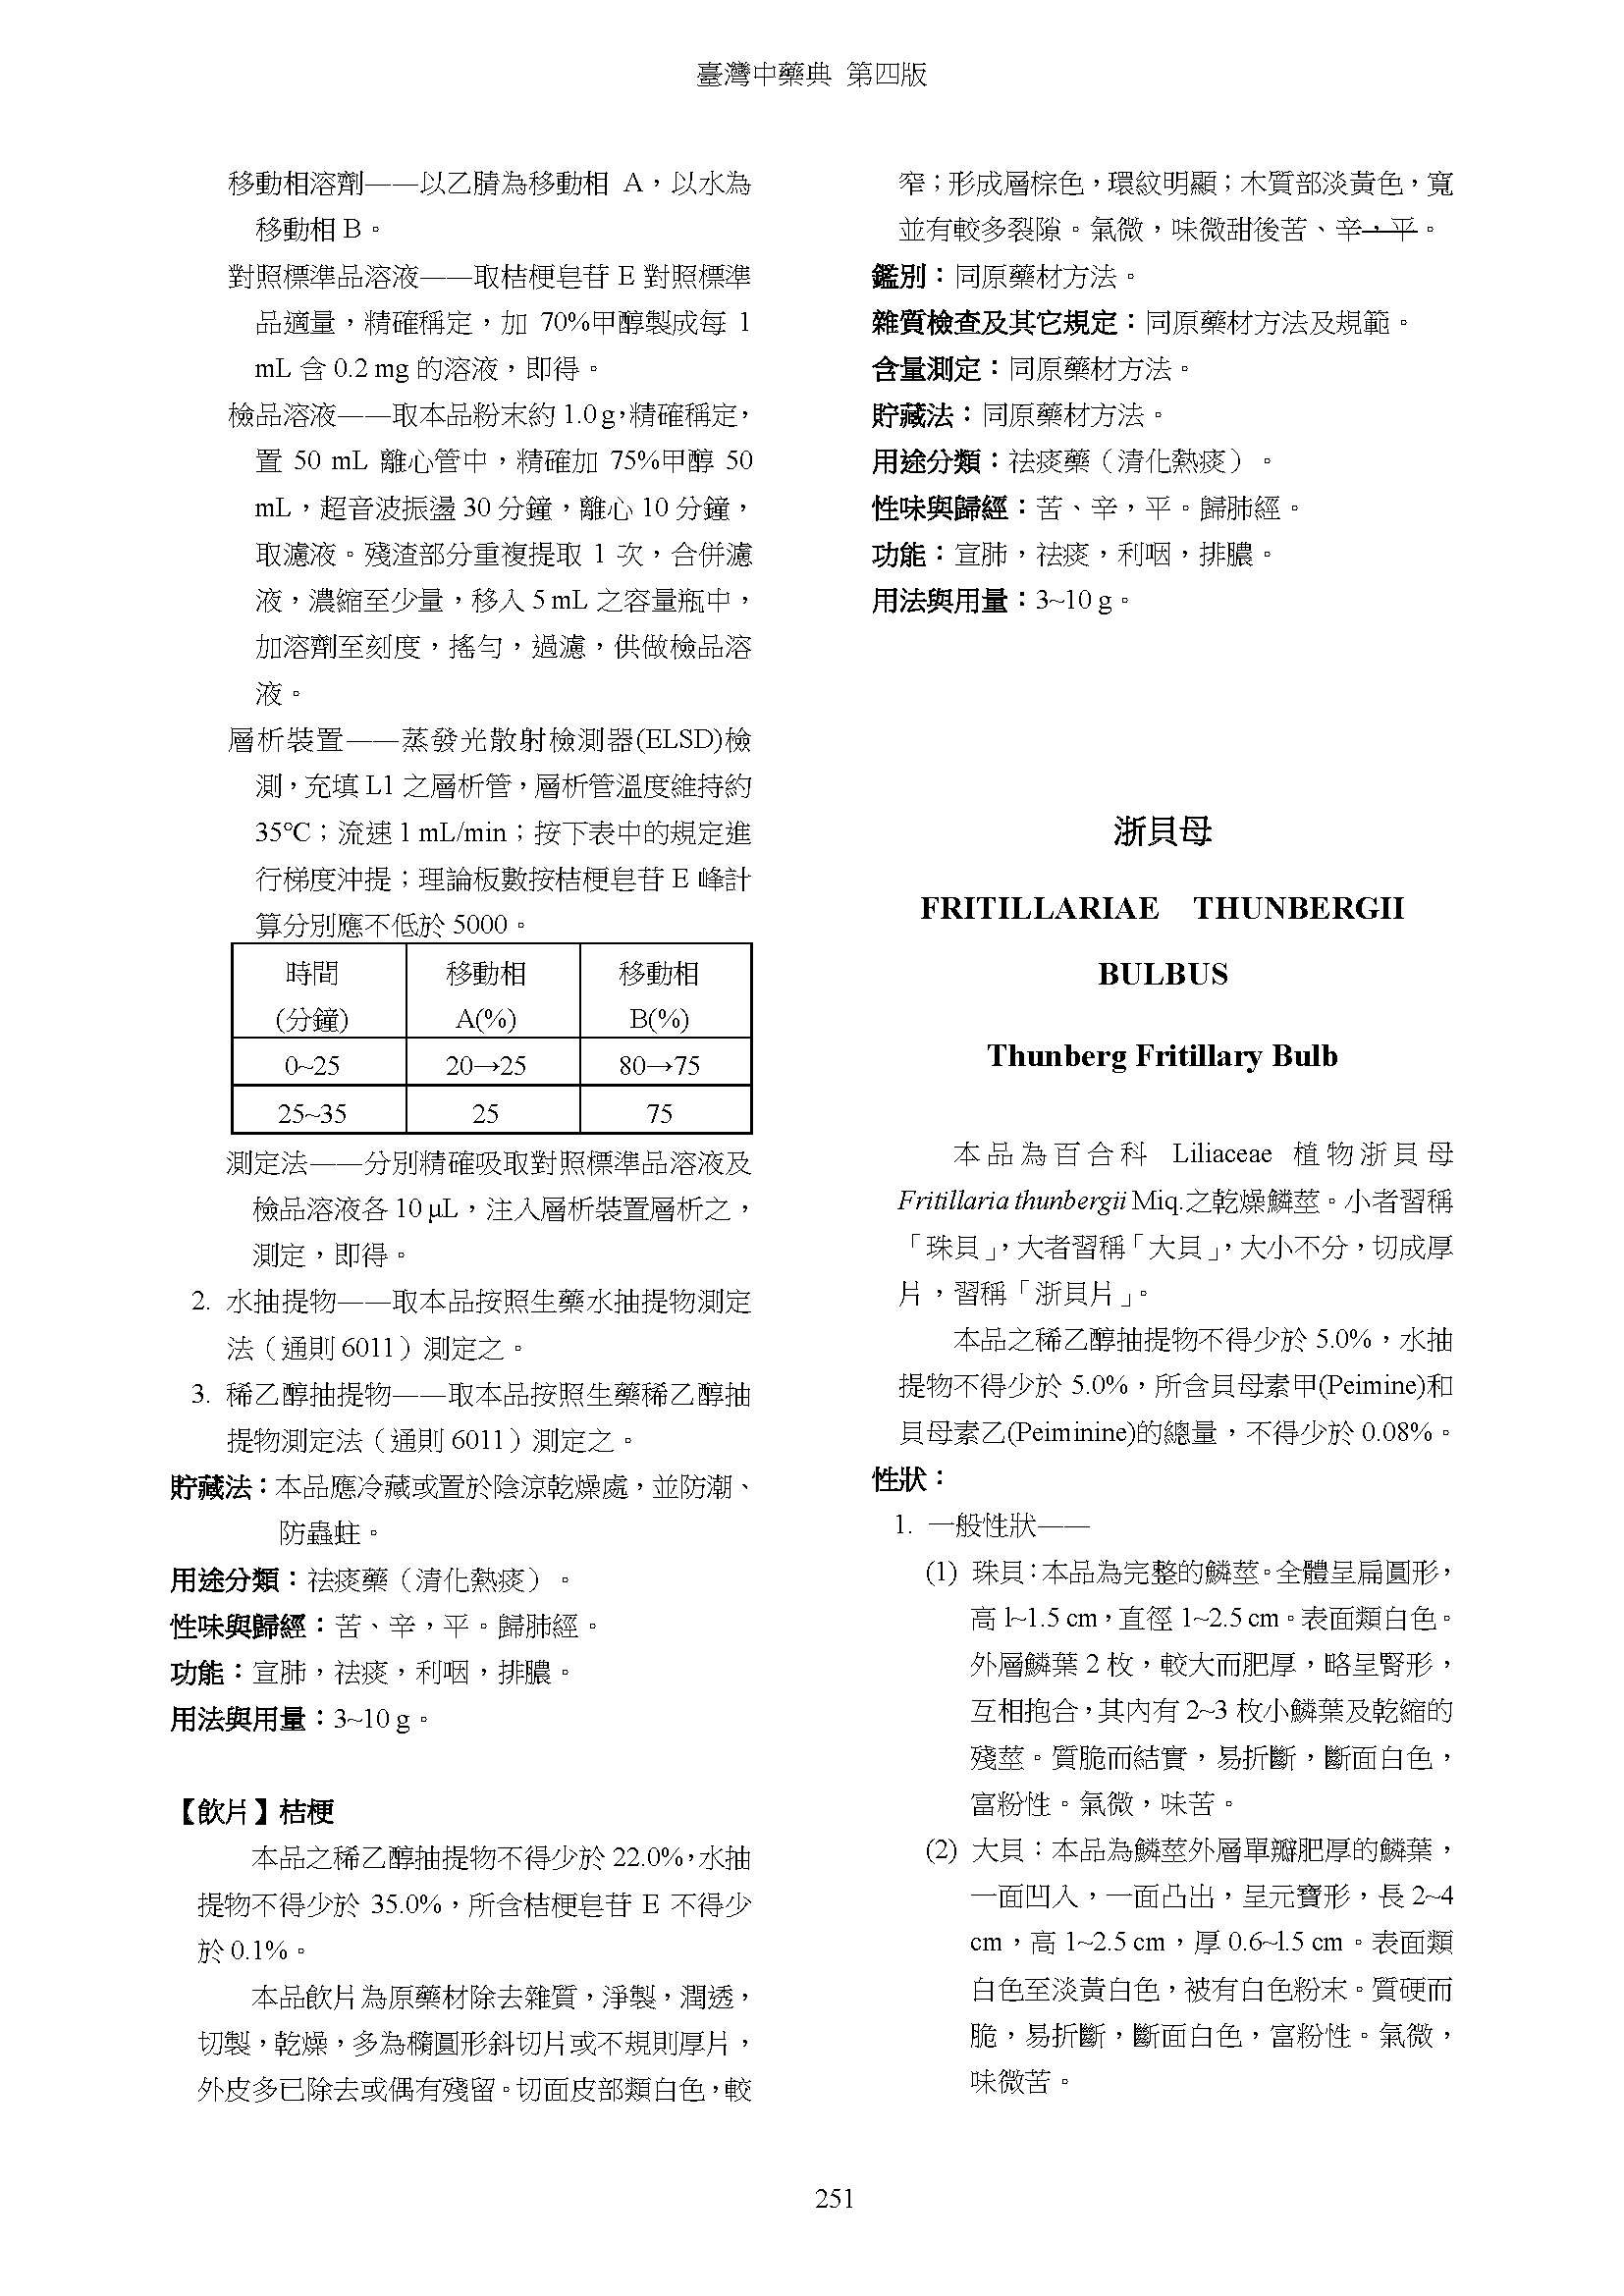 臺灣中藥典 第四版
移動相溶劑——以乙腈為移動相 A，以水為
移動相 B。
對照標準品溶液——取桔梗皂苷 E 對照標準
品適量，精確稱定，加 70%甲醇製成每 1
mL 含 0.2 mg 的溶液，即得。
檢品溶液——取本品粉末約 1.0 g，精確稱定，
置 50 mL 離心管中，精確加 75%甲醇 50
mL，超音波振盪 30 分鐘，離心 10 分鐘，
取濾液。殘渣部分重複提取 1 次，合併濾
液，濃縮至少量，移入 5 mL 之容量瓶中，
加溶劑至刻度，搖勻，過濾，供做檢品溶
液。
層析裝置——蒸發光散射檢測器(ELSD)檢
測，充填 L1 之層析管，層析管溫度維持約
35℃；流速 1 mL/min；按下表中的規定進
行梯度沖提；理論板數按桔梗皂苷 E 峰計
算分別應不低於 5000。
時間 移動相 移動相
(分鐘) A(%) B(%)
0~25 20→25 80→75
25~35 25 75
測定法——分別精確吸取對照標準品溶液及
檢品溶液各 10 μL，注入層析裝置層析之，
測定，即得。
2. 水抽提物——取本品按照生藥水抽提物測定
法（通則 6011）測定之。
3. 稀乙醇抽提物——取本品按照生藥稀乙醇抽
提物測定法（通則 6011）測定之。
貯藏法：本品應冷藏或置於陰涼乾燥處，並防潮、
防蟲蛀。
用途分類：祛痰藥（清化熱痰）。
性味與歸經：苦、辛，平。歸肺經。
功能：宣肺，祛痰，利咽，排膿。
用法與用量：3~10 g。
【飲片】桔梗
本品之稀乙醇抽提物不得少於 22.0%，水抽
提物不得少於 35.0%，所含桔梗皂苷 E 不得少
於 0.1%。
本品飲片為原藥材除去雜質，淨製，潤透，
切製，乾燥，多為橢圓形斜切片或不規則厚片，
外皮多已除去或偶有殘留。切面皮部類白色，較
窄；形成層棕色，環紋明顯；木質部淡黃色，寬
並有較多裂隙。氣微，味微甜後苦、辛，平。
鑑別：同原藥材方法。
雜質檢查及其它規定：同原藥材方法及規範。
含量測定：同原藥材方法。
貯藏法：同原藥材方法。
用途分類：祛痰藥（清化熱痰）。
性味與歸經：苦、辛，平。歸肺經。
功能：宣肺，祛痰，利咽，排膿。
用法與用量：3~10 g。
浙貝母
FRITILLARIAE THUNBERGII
BULBUS
Thunberg Fritillary Bulb
本品為百合科 Liliaceae 植物浙貝母
Fritillaria thunbergii Miq.之乾燥鱗莖。小者習稱
「珠貝」，大者習稱「大貝」，大小不分，切成厚
片，習稱「浙貝片」。
本品之稀乙醇抽提物不得少於 5.0%，水抽
提物不得少於 5.0%，所含貝母素甲(Peimine)和
貝母素乙(Peiminine)的總量，不得少於 0.08%。
性狀：
1. 一般性狀——
(1) 珠貝：本品為完整的鱗莖。全體呈扁圓形，
高 l~1.5 cm，直徑 1~2.5 cm。表面類白色。
外層鱗葉 2 枚，較大而肥厚，略呈腎形，
互相抱合，其內有 2~3 枚小鱗葉及乾縮的
殘莖。質脆而結實，易折斷，斷面白色，
富粉性。氣微，味苦。
(2) 大貝：本品為鱗莖外層單瓣肥厚的鱗葉，
一面凹入，一面凸出，呈元寶形，長 2~4
cm，高 1~2.5 cm，厚 0.6~l.5 cm。表面類
白色至淡黃白色，被有白色粉末。質硬而
脆，易折斷，斷面白色，富粉性。氣微，
味微苦。
251